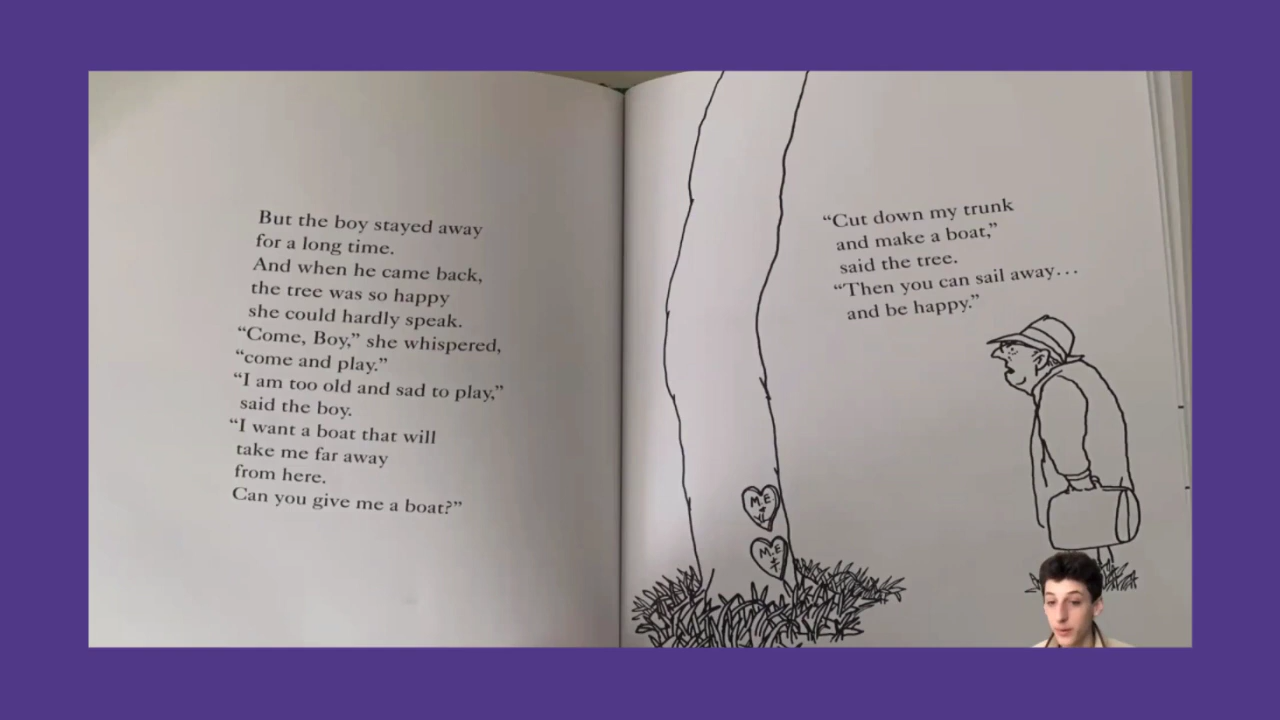 But the boy stayed away
for a long time.
And when he came back,
the tree was so happy
she could hardly speak.
“Come, Boy,” she whispered,
“come and play.”
“I am too old and sad to play,”
said the boy.
“I want a boat that will
take me far away
from here.
Can you give me a boat?”
“Cut down my trunk
and make a boat,”
said the tree.
“Then you can sail away...
and be happy.”
M.E
M.E